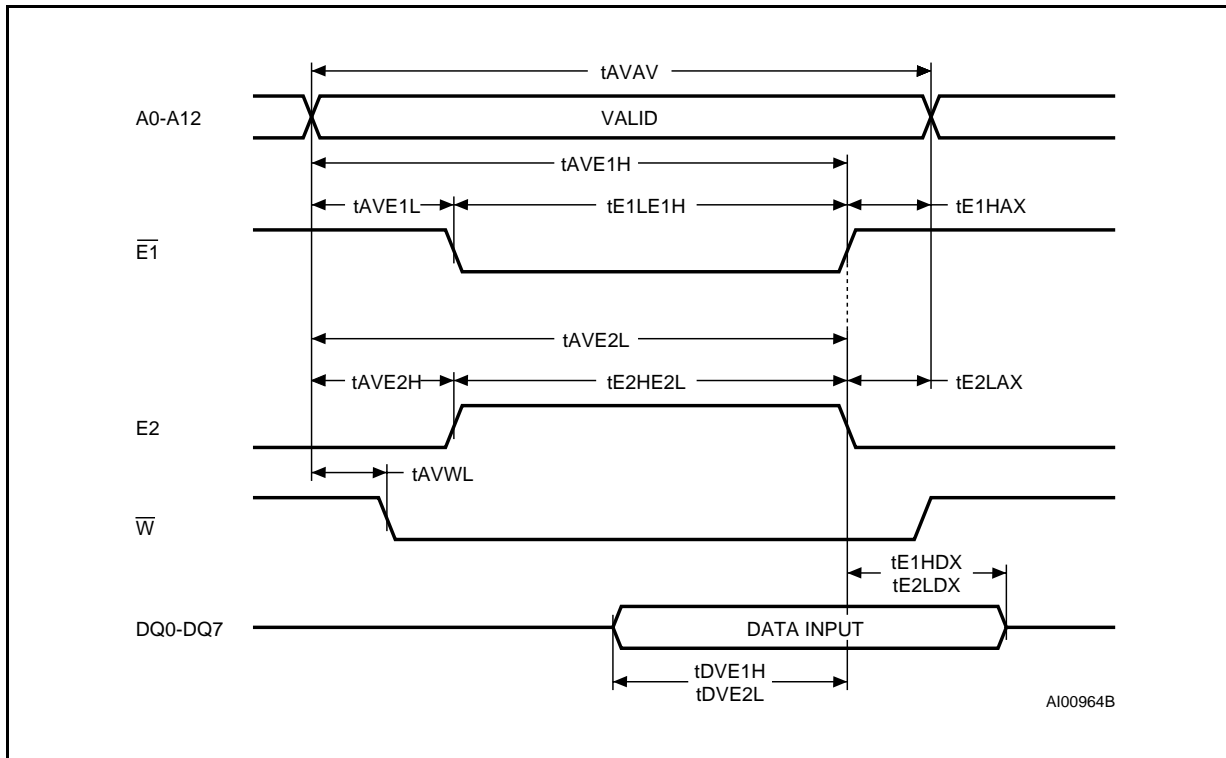 tAVAV
A0-A12
VALID
tAVE1H
tAVE1L
tE1LE1H
tE1HAX
E1
tAVE2L
tAVE2H
tE2HE2L
tE2LAX
E2
tAVWL
W
tE1HDX
tE2LDX
DQ0-DQ7
DATA INPUT
tDVE1H
tDVE2L
AI00964B